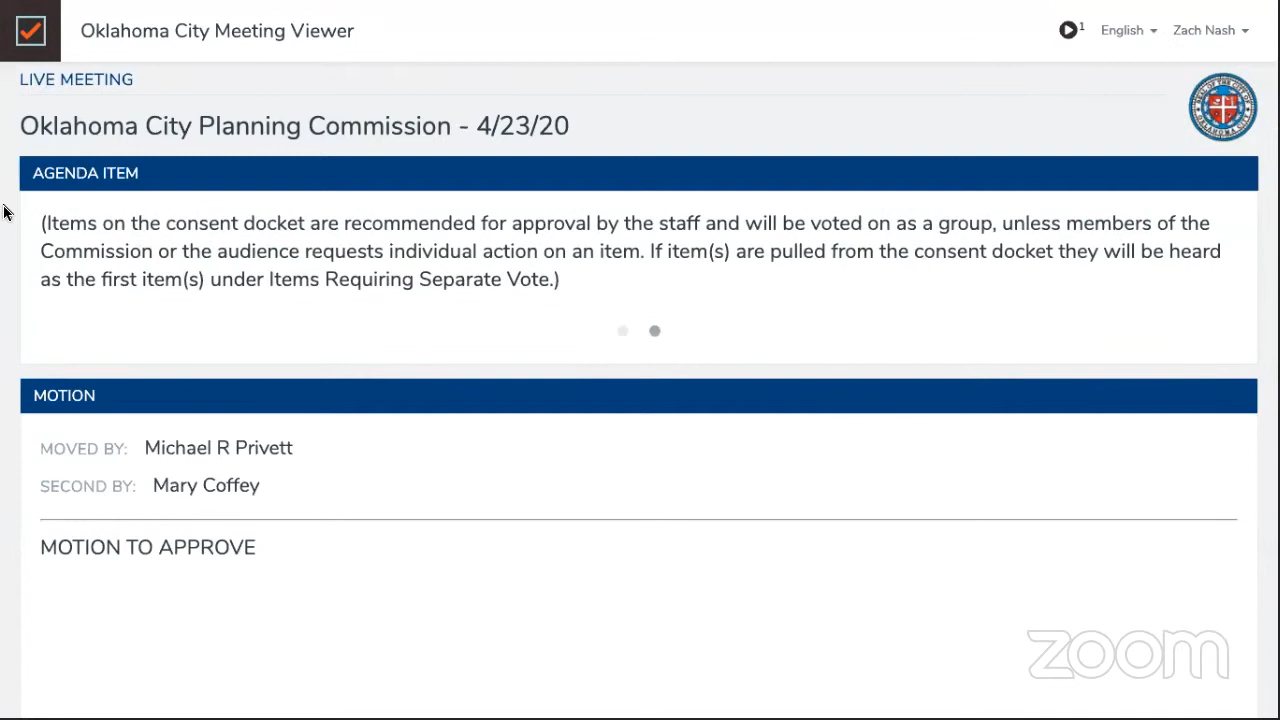 Oklahoma City Meeting Viewer
1
English
Zach Nash
LIVE MEETING
Oklahoma City Planning Commission - 4/23/20
AGENDA ITEM
(Items on the consent docket are recommended for approval by the staff and will be voted on as a group, unless members of the
Commission or the audience requests individual action on an item. If item(s) are pulled from the consent docket they will be heard
as the first item(s) under Items Requiring Separate Vote.)
MOTION
MOVED BY: Michael R Privett
SECOND BY: Mary Coffey
MOTION TO APPROVE
zoom